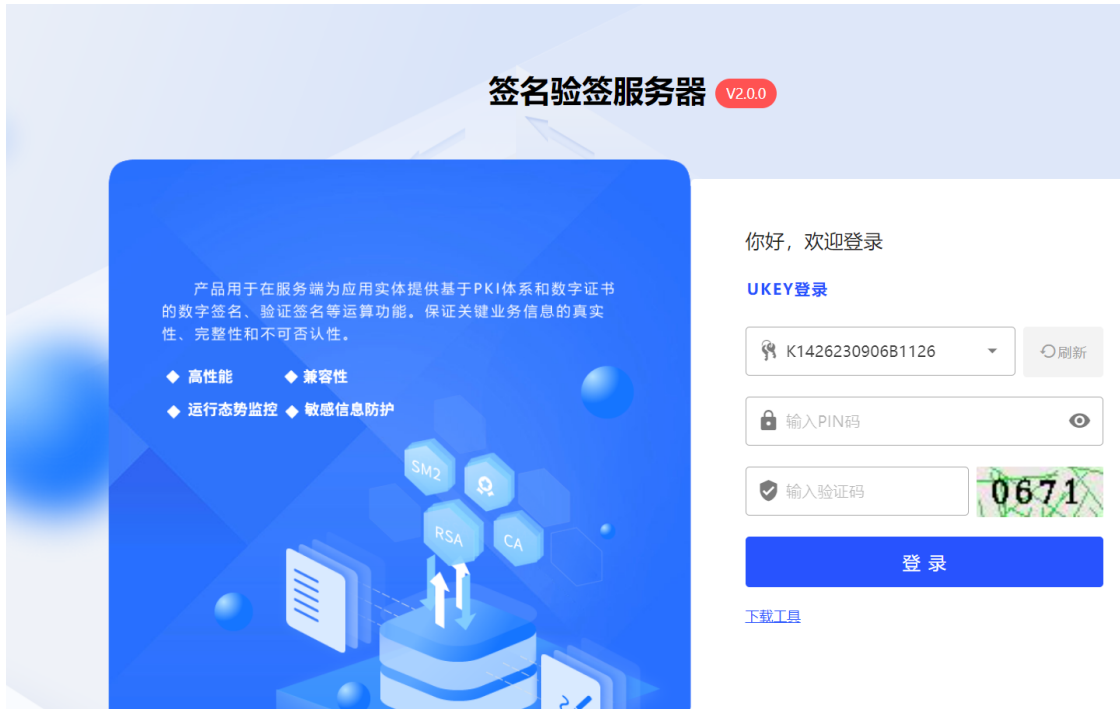 签名验签服务器 V2.0.0
产品用于在服务端为应用实体提供基于PKI体系和数字证书
的数字签名、验证签名等运算功能。保证关键业务信息的真实
性、完整性和不可否认性。
◆ 高性能 ◆ 兼容性
◆ 运行态势监控 ◆ 敏感信息防护
SM2
RSA
CA
你好，欢迎登录
UKEY登录
K1426230906B1126 刷新
输入PIN码
输入验证码 0671
登 录
下载工具